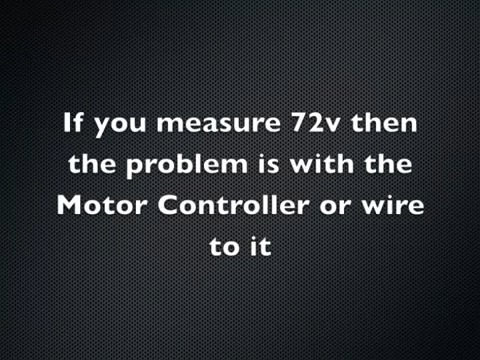 If you measure 72v then
the problem is with the
Motor Controller or wire
to it